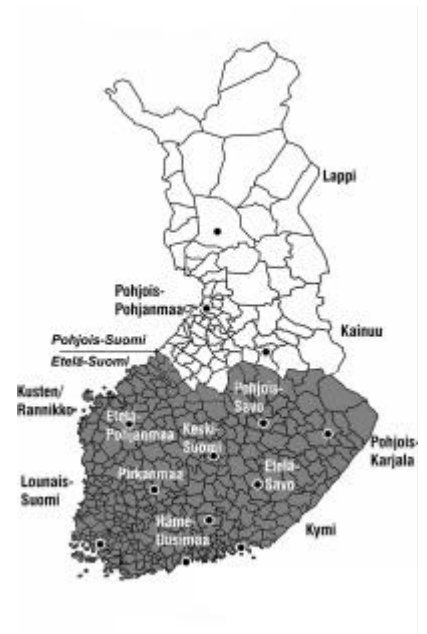 Lappi
Pohjois-
Pohjanmaa
Pohjois-Suomi
Etelä-Suomi
Kainuu
Kusten/
Rannikko
Etelä-
Pohjanmaa
Keski-
Suomi
Pohjois-
Savo
Pohjois-
Karjala
Lounais-
Suomi
Pirkanmaa
Etelä-
Savo
Häme
Uusimaa
Kymi